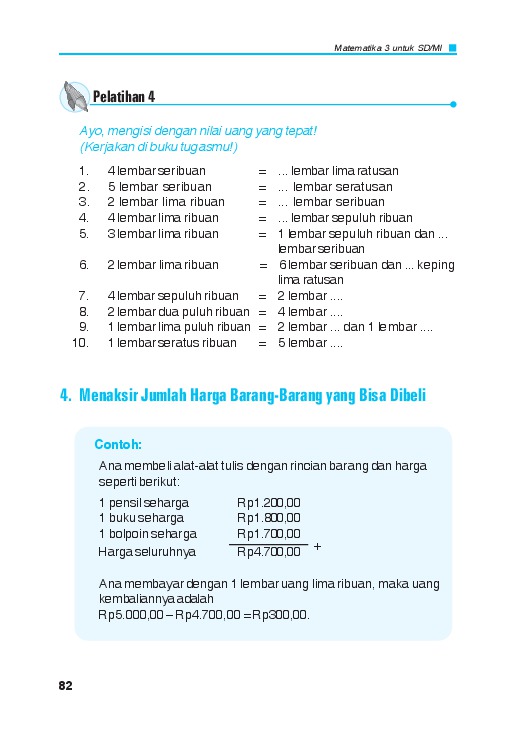 Matematika 3 untuk SD/MI
Pelatihan 4
Ayo, mengisi dengan nilai uang yang tepat!
(Kerjakan di buku tugasmu!)
1. 4 lembar seribuan = ... lembar lima ratusan
2. 5 lembar seribuan = ... lembar seratusan
3. 2 lembar lima ribuan = ... lembar seribuan
4. 4 lembar lima ribuan = ... lembar sepuluh ribuan
5. 3 lembar lima ribuan = 1 lembar sepuluh ribuan dan ...
lembar seribuan
6. 2 lembar lima ribuan = 6 lembar seribuan dan ... keping
lima ratusan
7. 4 lembar sepuluh ribuan = 2 lembar ....
8. 2 lembar dua puluh ribuan = 4 lembar ....
9. 1 lembar lima puluh ribuan = 2 lembar ... dan 1 lembar ....
10. 1 lembar seratus ribuan = 5 lembar ....
4. Menaksir Jumlah Harga Barang-Barang yang Bisa Dibeli
Contoh:
Ana membeli alat-alat tulis dengan rincian barang dan harga
seperti berikut:
1 pensil seharga Rp1.200,00
1 buku seharga Rp1.800,00
1 bolpoin seharga Rp1.700,00
+
Harga seluruhnya Rp4.700,00
Ana membayar dengan 1 lembar uang lima ribuan, maka uang
kembaliannya adalah
Rp5.000,00 – Rp4.700,00 = Rp300,00.
82